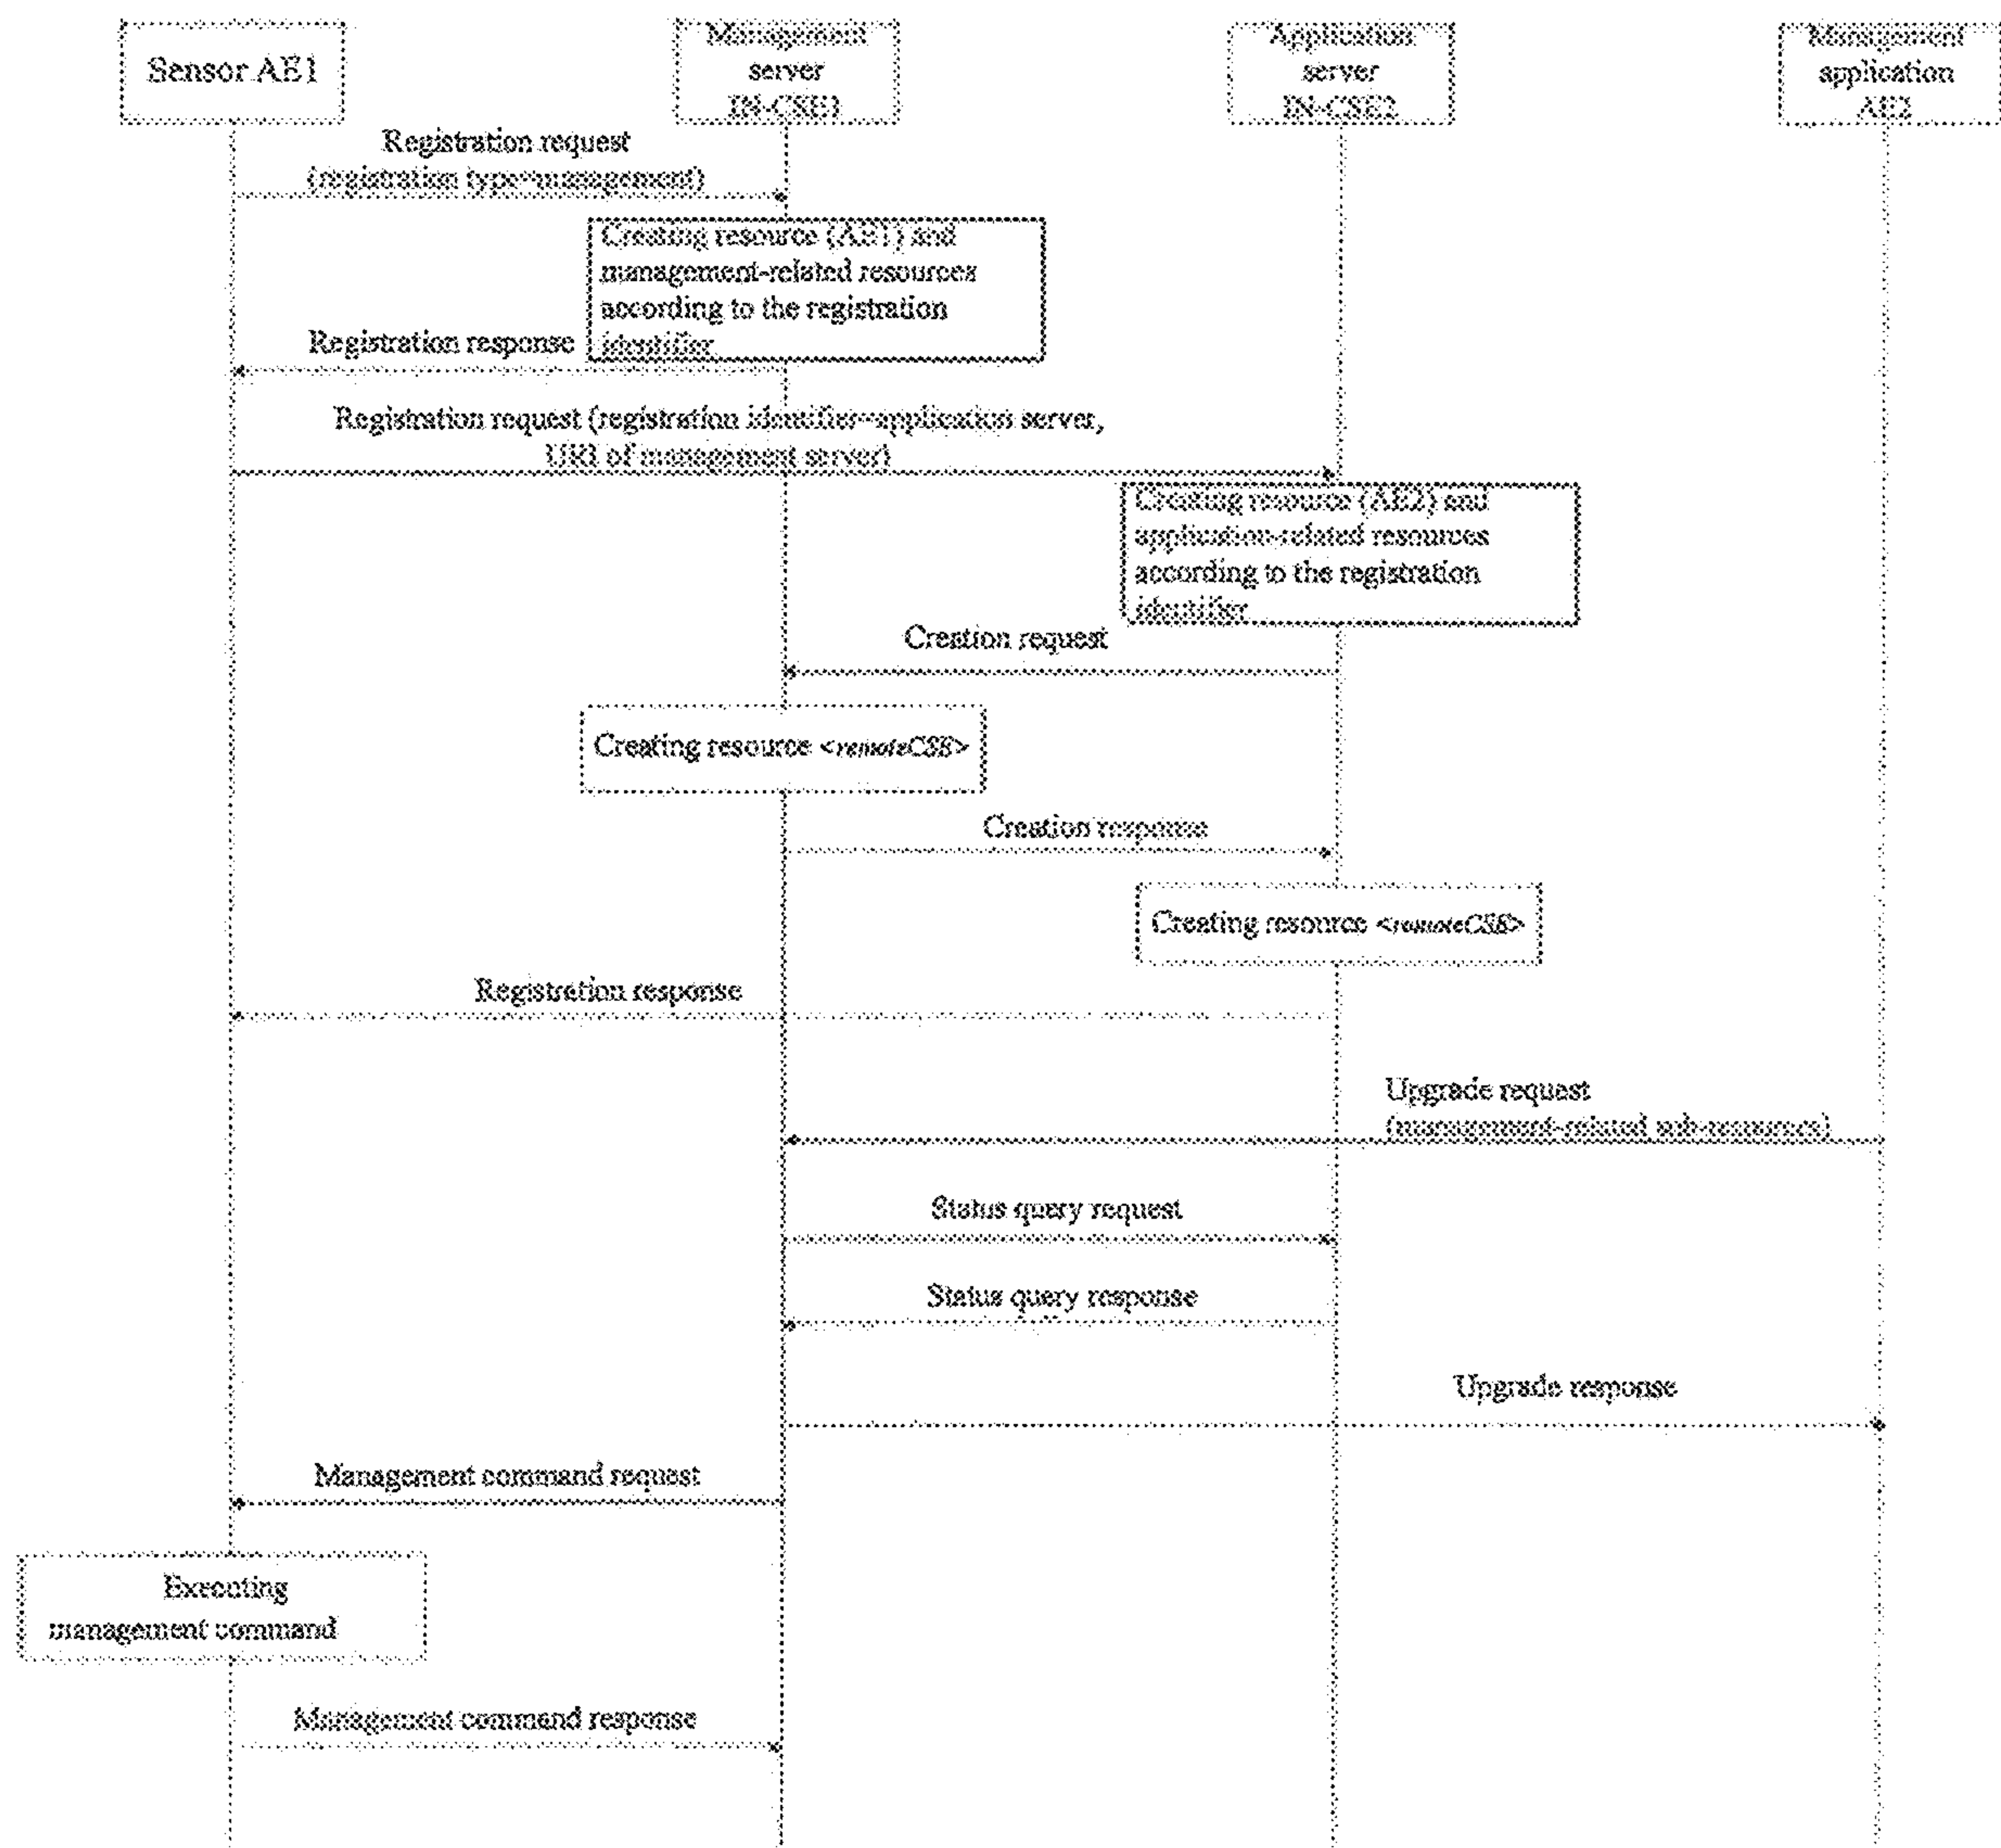 Sensor AE1
Management
server
IN-CSE1
Application
server
IN-CSE2
Management
application
AE2
Registration request
(registration type=management)
Creating resource (AE1) and
management-related resources
according to the registration
identifier
Registration response
Registration request (registration identifier=application server,
URI of management server)
Creating resource (AE2) and
application-related resources
according to the registration
identifier
Creation request
Creating resource <remoteCSE>
Creation response
Creating resource <remoteCSE>
Registration response
Upgrade request
(management-related sub-resources)
Status query request
Status query response
Upgrade response
Management command request
Executing
management command
Management command response